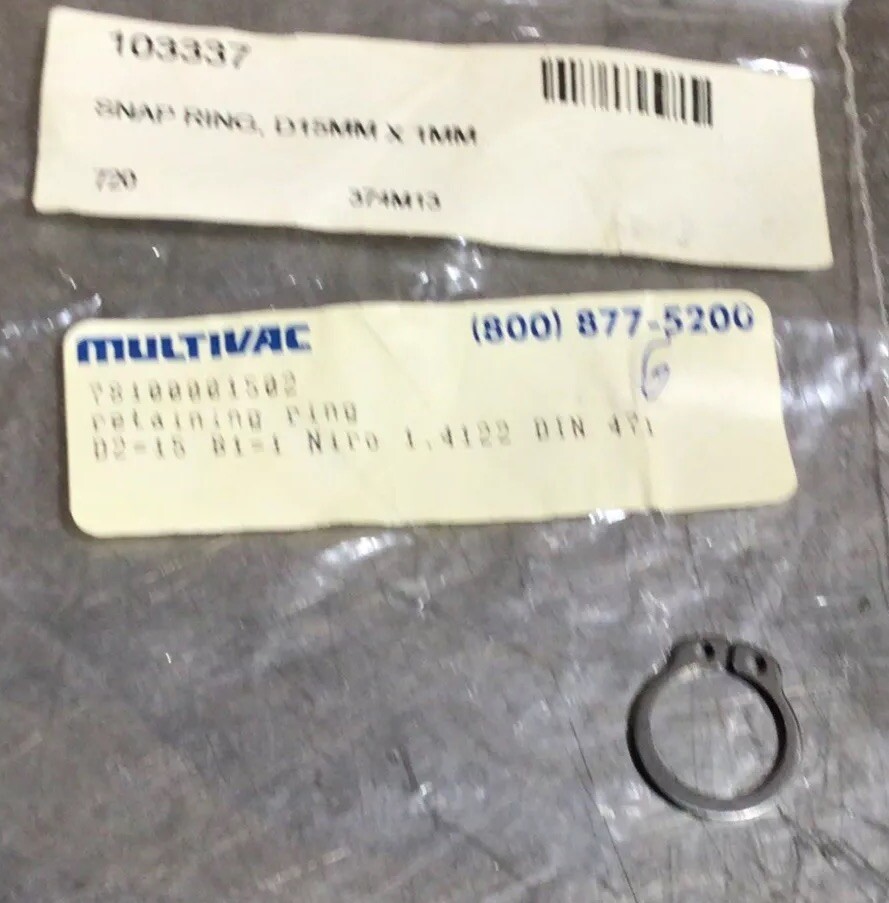 103337
SNAP RING, D15MM X 1MM
720 374M13
MULTIVAC (800) 877-5200
6
78100001502
retaining ring
D2=15 B1=1 Niro 1.4122 DIN 471